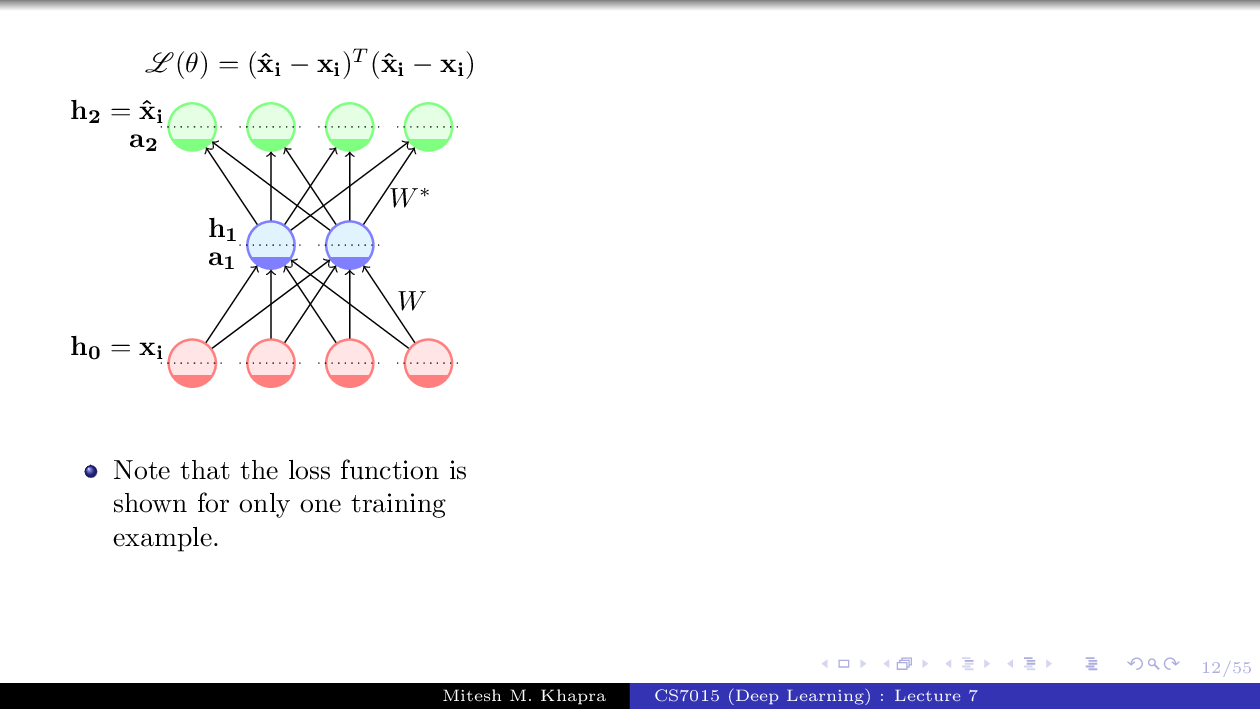 ℒ(θ) = (x̂ᵢ − xᵢ)ᵀ(x̂ᵢ − xᵢ)
h₂ = x̂ᵢ
a₂
W*
h₁
a₁
W
h₀ = xᵢ
Note that the loss function is
shown for only one training
example.
12/55
Mitesh M. Khapra
CS7015 (Deep Learning) : Lecture 7